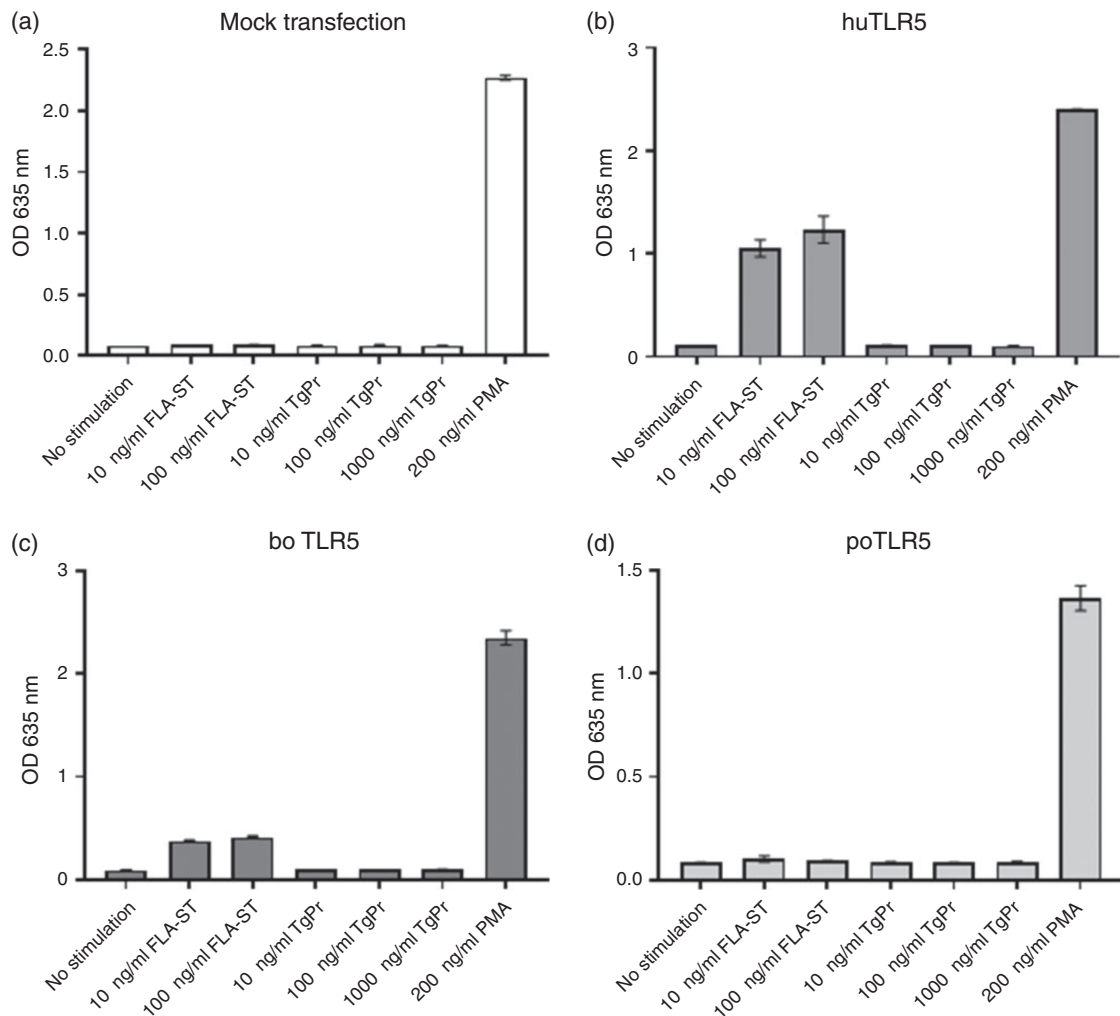 (a)
Mock transfection
2.5
2.0
1.5
1.0
0.5
0.0
OD 635 nm
No stimulation
10 ng/ml FLA-ST
100 ng/ml FLA-ST
10 ng/ml TgPr
100 ng/ml TgPr
1000 ng/ml TgPr
200 ng/ml PMA
(b)
huTLR5
3
2
1
0
OD 635 nm
No stimulation
10 ng/ml FLA-ST
100 ng/ml FLA-ST
10 ng/ml TgPr
100 ng/ml TgPr
1000 ng/ml TgPr
200 ng/ml PMA
(c)
bo TLR5
3
2
1
0
OD 635 nm
No stimulation
10 ng/ml FLA-ST
100 ng/ml FLA-ST
10 ng/ml TgPr
100 ng/ml TgPr
1000 ng/ml TgPr
200 ng/ml PMA
(d)
poTLR5
1.5
1.0
0.5
0.0
OD 635 nm
No stimulation
10 ng/ml FLA-ST
100 ng/ml FLA-ST
10 ng/ml TgPr
100 ng/ml TgPr
1000 ng/ml TgPr
200 ng/ml PMA